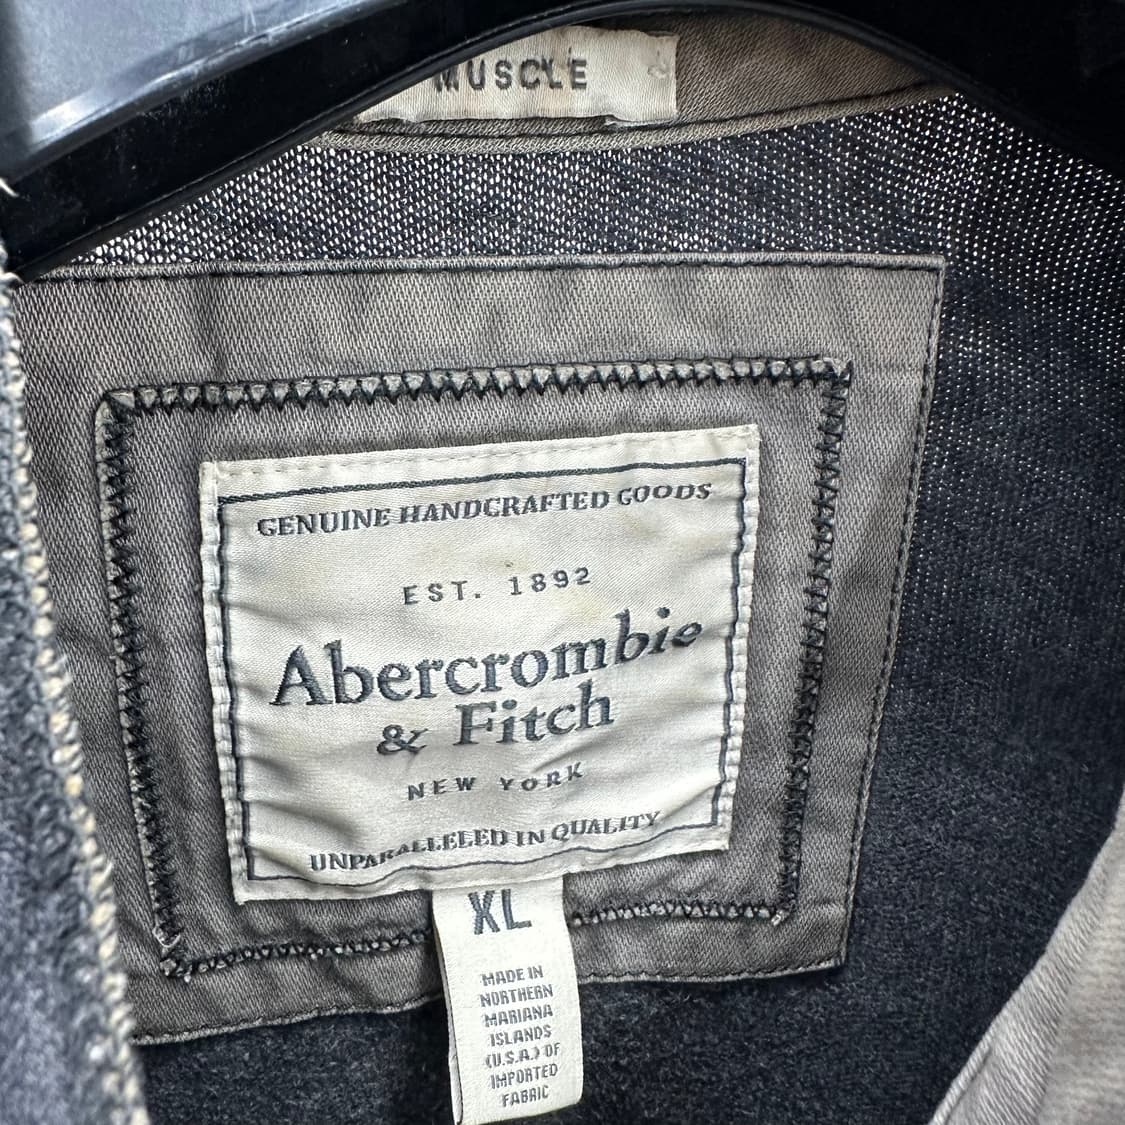 MUSCLE
GENUINE HANDCRAFTED GOODS
EST. 1892
Abercrombie
& Fitch
NEW YORK
UNPARALLELED IN QUALITY
XL
MADE IN
NORTHERN
MARIANA
ISLANDS
(U.S.A.) OF
IMPORTED
FABRIC